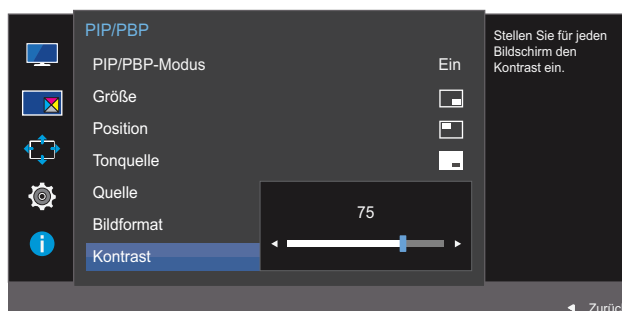 PIP/PBP
PIP/PBP-Modus Ein
Größe
Position
Tonquelle
Quelle
Bildformat
Kontrast
75
Stellen Sie für jeden
Bildschirm den
Kontrast ein.
Zurück